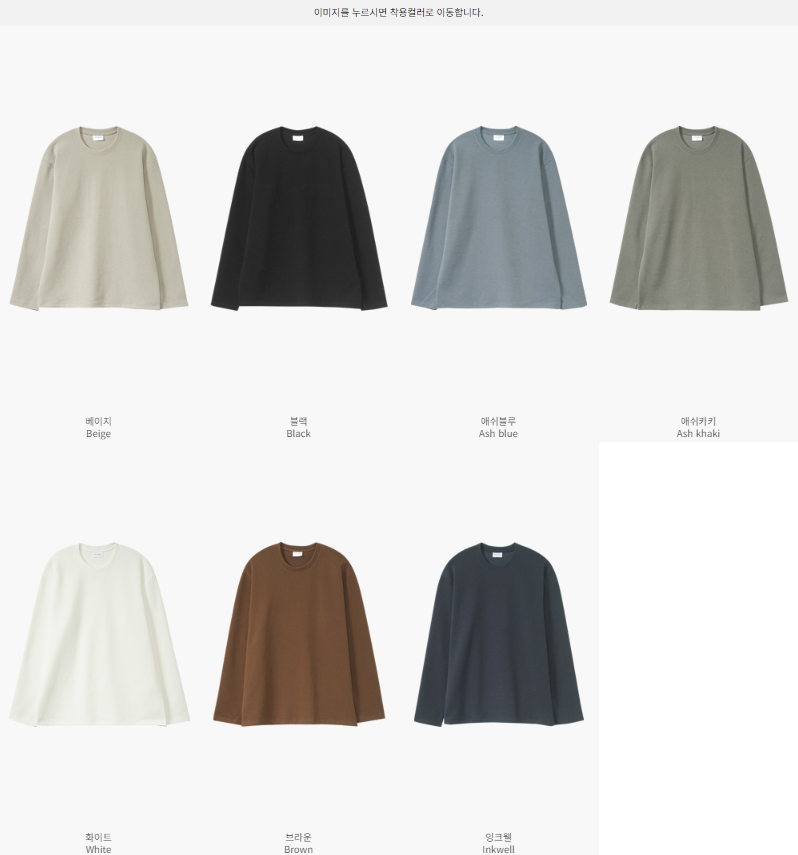 이미지를 누르시면 착용컬러로 이동합니다.
베이지
Beige
블랙
Black
애쉬블루
Ash blue
애쉬카키
Ash khaki
화이트
White
브라운
Brown
잉크웰
Inkwell